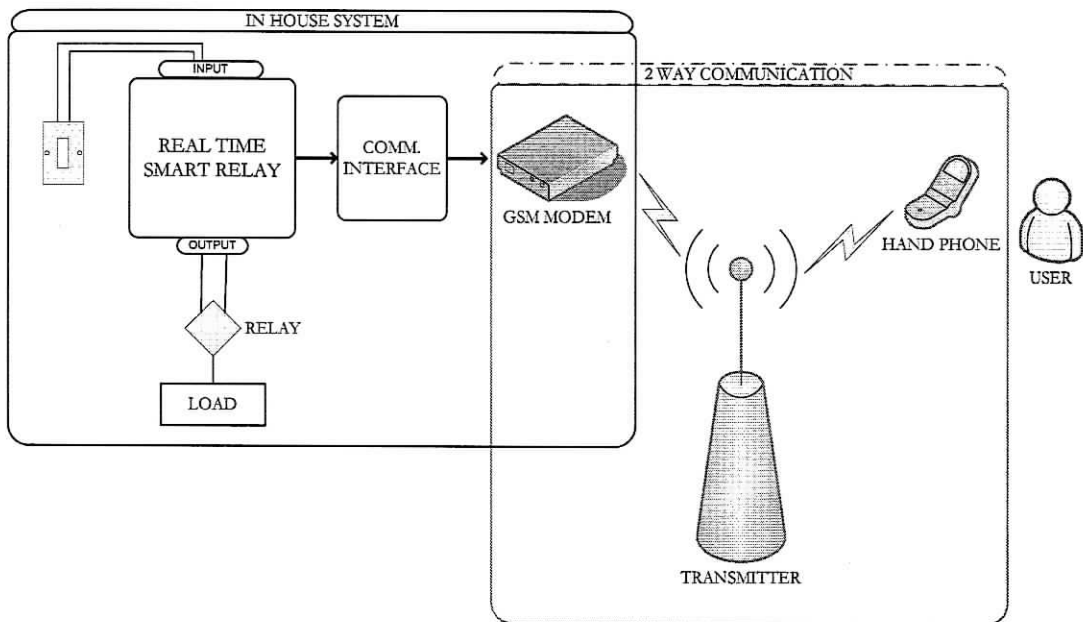 IN HOUSE SYSTEM
INPUT
2 WAY COMMUNICATION
REAL TIME
SMART RELAY
COMM.
INTERFACE
GSM MODEM
HAND PHONE
USER
OUTPUT
RELAY
LOAD
TRANSMITTER